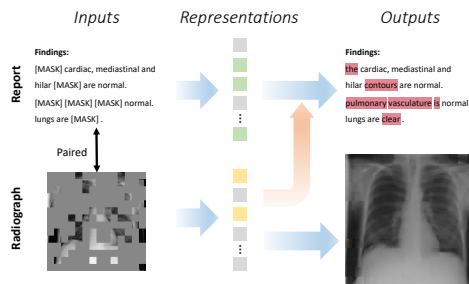 Inputs
Representations
Outputs
Report
Findings:
[MASK] cardiac, mediastinal and
hilar [MASK] are normal.
[MASK] [MASK] [MASK] normal.
lungs are [MASK] .
Findings:
the cardiac, mediastinal and
hilar contours are normal.
pulmonary vasculature is normal
lungs are clear .
Paired
Radiograph